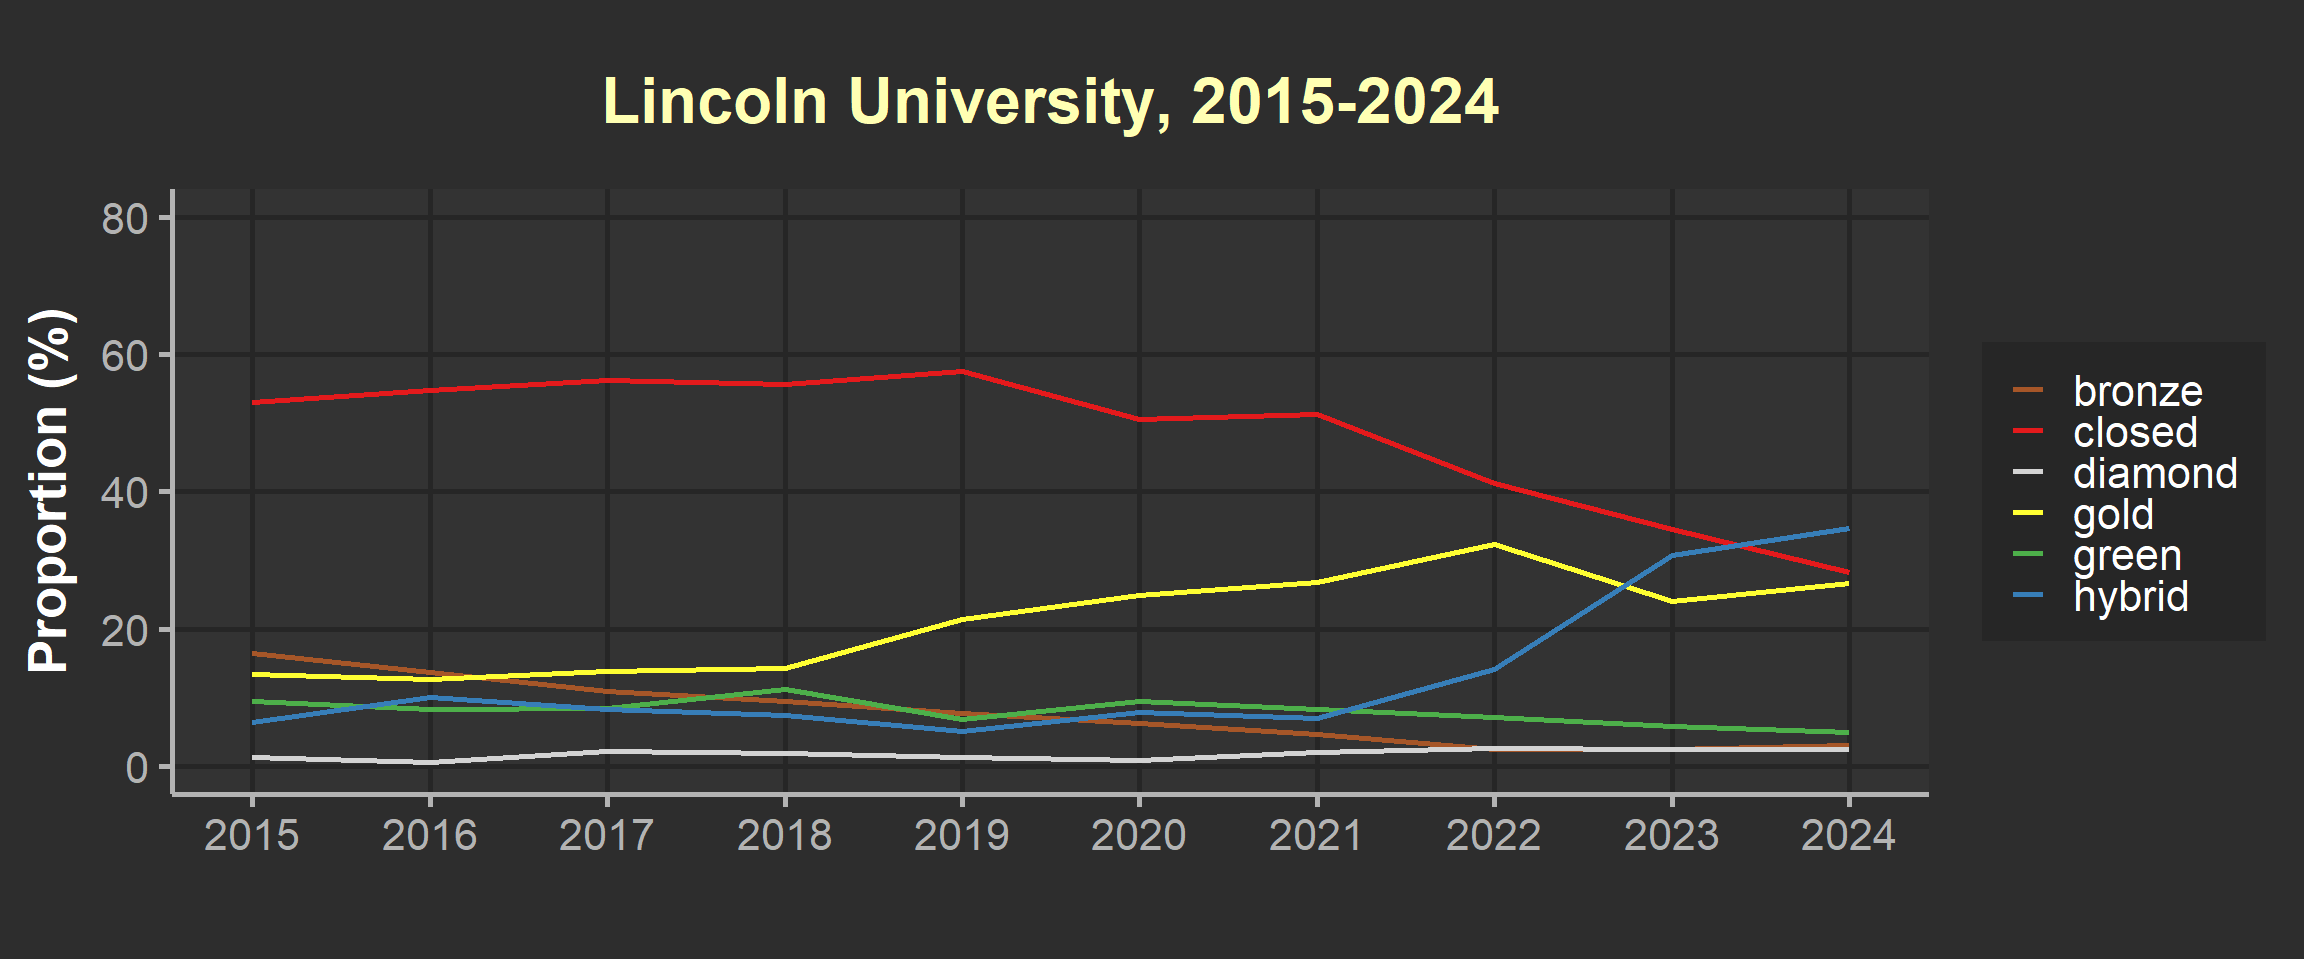 Lincoln University, 2015-2024
Proportion (%)
80
60
40
20
0
2015 2016 2017 2018 2019 2020 2021 2022 2023 2024
bronze
closed
diamond
gold
green
hybrid